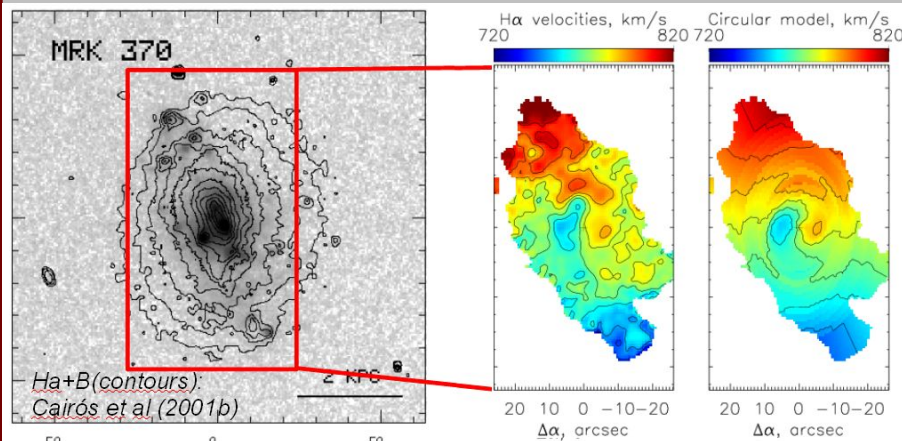 MRK 370
2 KPC
Ha+B(contours):
Cairós et al (2001b)
Hα velocities, km/s
720 820
20 10 0 -10-20
Δα, arcsec
Circular model, km/s
720 820
20 10 0 -10-20
Δα, arcsec